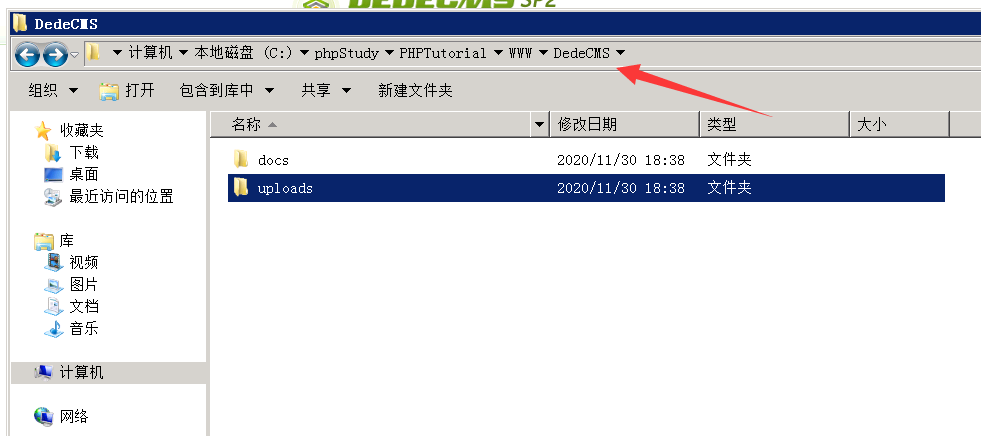 DEDECMS SP2
DedeCMS
计算机 本地磁盘 (C:) phpStudy PHPTutorial WWW DedeCMS
组织 打开 包含到库中 共享 新建文件夹
收藏夹
下载
桌面
最近访问的位置
库
视频
图片
文档
音乐
计算机
网络
名称 修改日期 类型 大小
docs 2020/11/30 18:38 文件夹
uploads 2020/11/30 18:38 文件夹